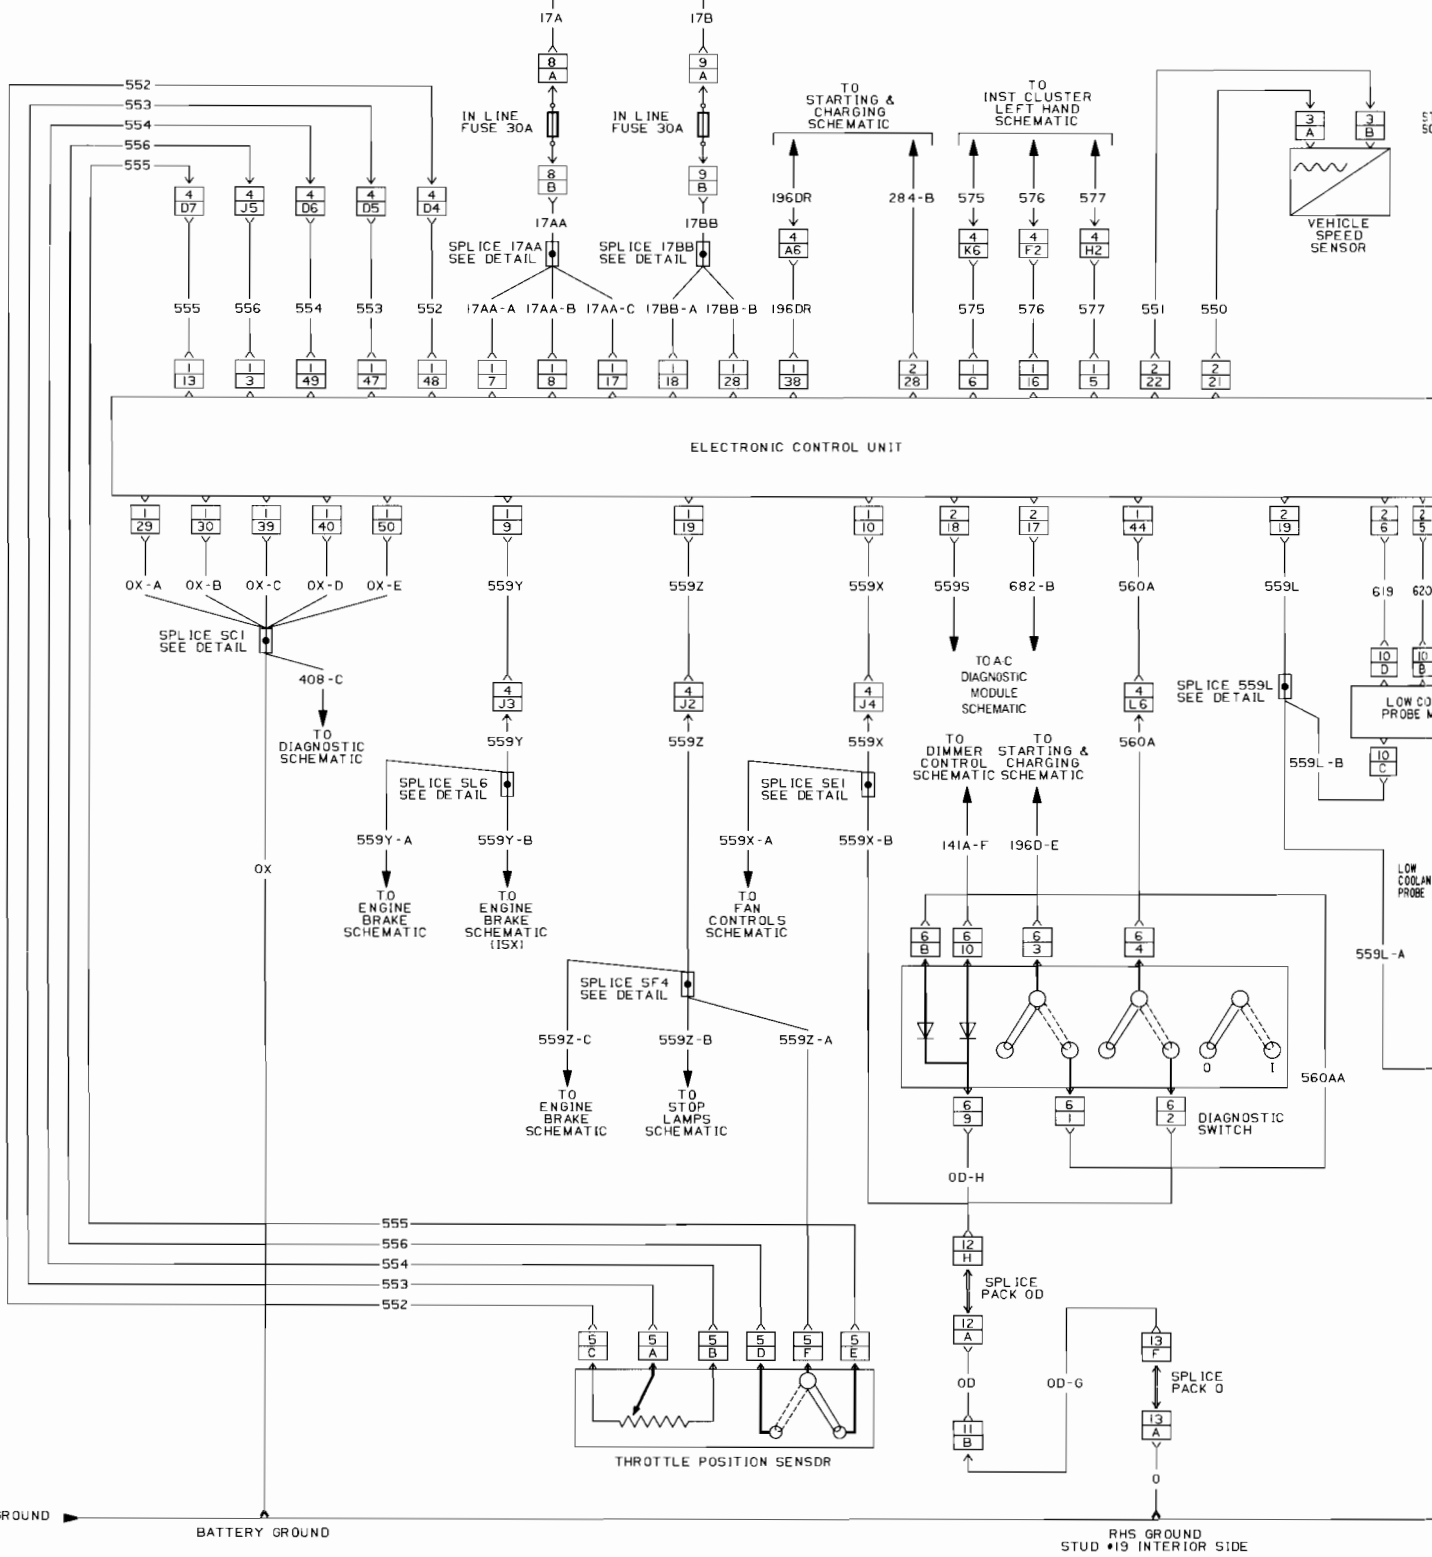 17A
17B
8
A
9
A
IN LINE
FUSE 30A
IN LINE
FUSE 30A
8
B
9
B
17AA
17BB
SPLICE 17AA
SEE DETAIL
SPLICE 17BB
SEE DETAIL
TO
STARTING &
CHARGING
SCHEMATIC
TO
INST CLUSTER
LEFT HAND
SCHEMATIC
552
553
554
556
555
4
D7
4
J5
4
D6
4
D5
4
D4
196DR
284-B
575
576
577
4
A6
4
K6
4
F2
4
H2
3
A
3
B
VEHICLE
SPEED
SENSOR
555
556
554
553
552
17AA-A
17AA-B
17AA-C
17BB-A
17BB-B
196DR
575
576
577
551
550
1
13
1
3
1
49
1
47
1
48
1
7
1
8
1
17
1
18
1
28
1
38
2
28
1
6
1
16
1
5
2
22
2
21
ELECTRONIC CONTROL UNIT
1
29
1
30
1
39
1
40
1
50
1
9
1
19
1
10
2
18
2
17
1
44
2
19
2
6
2
5
OX-A
OX-B
OX-C
OX-D
OX-E
559Y
559Z
559X
559S
682-B
560A
559L
619
620
SPLICE SC1
SEE DETAIL
408-C
TO
DIAGNOSTIC
SCHEMATIC
4
J3
4
J2
4
J4
TO A-C
DIAGNOSTIC
MODULE
SCHEMATIC
4
L6
SPLICE 559L
SEE DETAIL
10
D
10
B
LOW CO
PROBE M
10
C
559L-B
559Y
559Z
559X
560A
SPLICE SL6
SEE DETAIL
SPLICE SE1
SEE DETAIL
TO
DIMMER
CONTROL
SCHEMATIC
TO
STARTING &
CHARGING
SCHEMATIC
559Y-A
559Y-B
559X-A
559X-B
141A-F
196D-E
OX
TO
ENGINE
BRAKE
SCHEMATIC
TO
ENGINE
BRAKE
SCHEMATIC
(ISX)
TO
FAN
CONTROLS
SCHEMATIC
LOW
COOLAN
PROBE
559L-A
6
B
6
10
6
3
6
4
SPLICE SF4
SEE DETAIL
559Z-C
559Z-B
559Z-A
TO
ENGINE
BRAKE
SCHEMATIC
TO
STOP
LAMPS
SCHEMATIC
O
I
560AA
6
9
6
1
6
2
DIAGNOSTIC
SWITCH
OD-H
555
556
554
553
552
12
H
SPLICE
PACK OD
12
A
OD
OD-G
11
B
13
F
SPLICE
PACK O
13
A
O
5
C
5
A
5
B
5
D
5
F
5
E
THROTTLE POSITION SENSOR
ROUND
BATTERY GROUND
RHS GROUND
STUD #19 INTERIOR SIDE